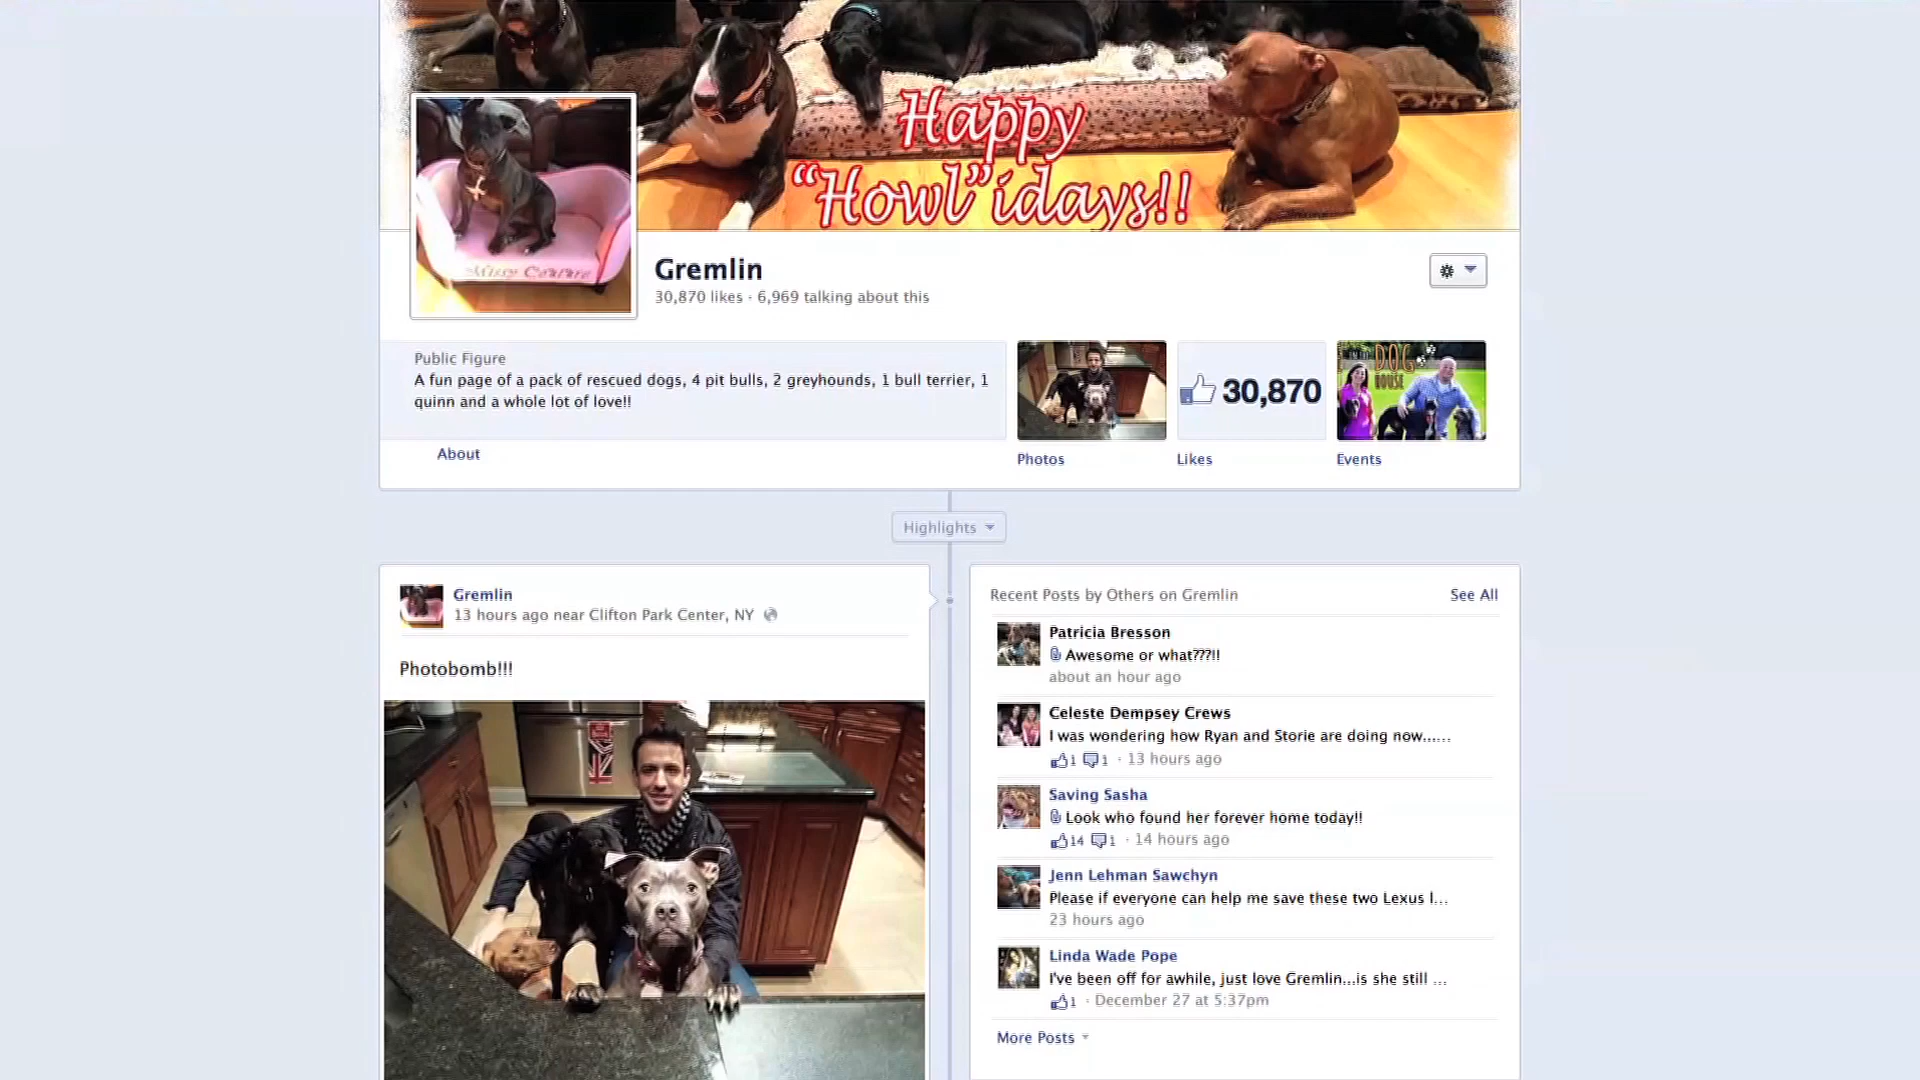 Happy
“Howl”idays!!
Missy Couture
Gremlin
30,870 likes · 6,969 talking about this
Public Figure
A fun page of a pack of rescued dogs, 4 pit bulls, 2 greyhounds, 1 bull terrier, 1
quinn and a whole lot of love!!
About
DOG
HOUSE
30,870
Photos
Likes
Events
Highlights
Gremlin
13 hours ago near Clifton Park Center, NY
Photobomb!!!
Recent Posts by Others on Gremlin
See All
Patricia Bresson
Awesome or what???!!
about an hour ago
Celeste Dempsey Crews
I was wondering how Ryan and Storie are doing now......
1 1 · 13 hours ago
Saving Sasha
Look who found her forever home today!!
14 1 · 14 hours ago
Jenn Lehman Sawchyn
Please if everyone can help me save these two Lexus l...
23 hours ago
Linda Wade Pope
I've been off for awhile, just love Gremlin...is she still ...
1 · December 27 at 5:37pm
More Posts